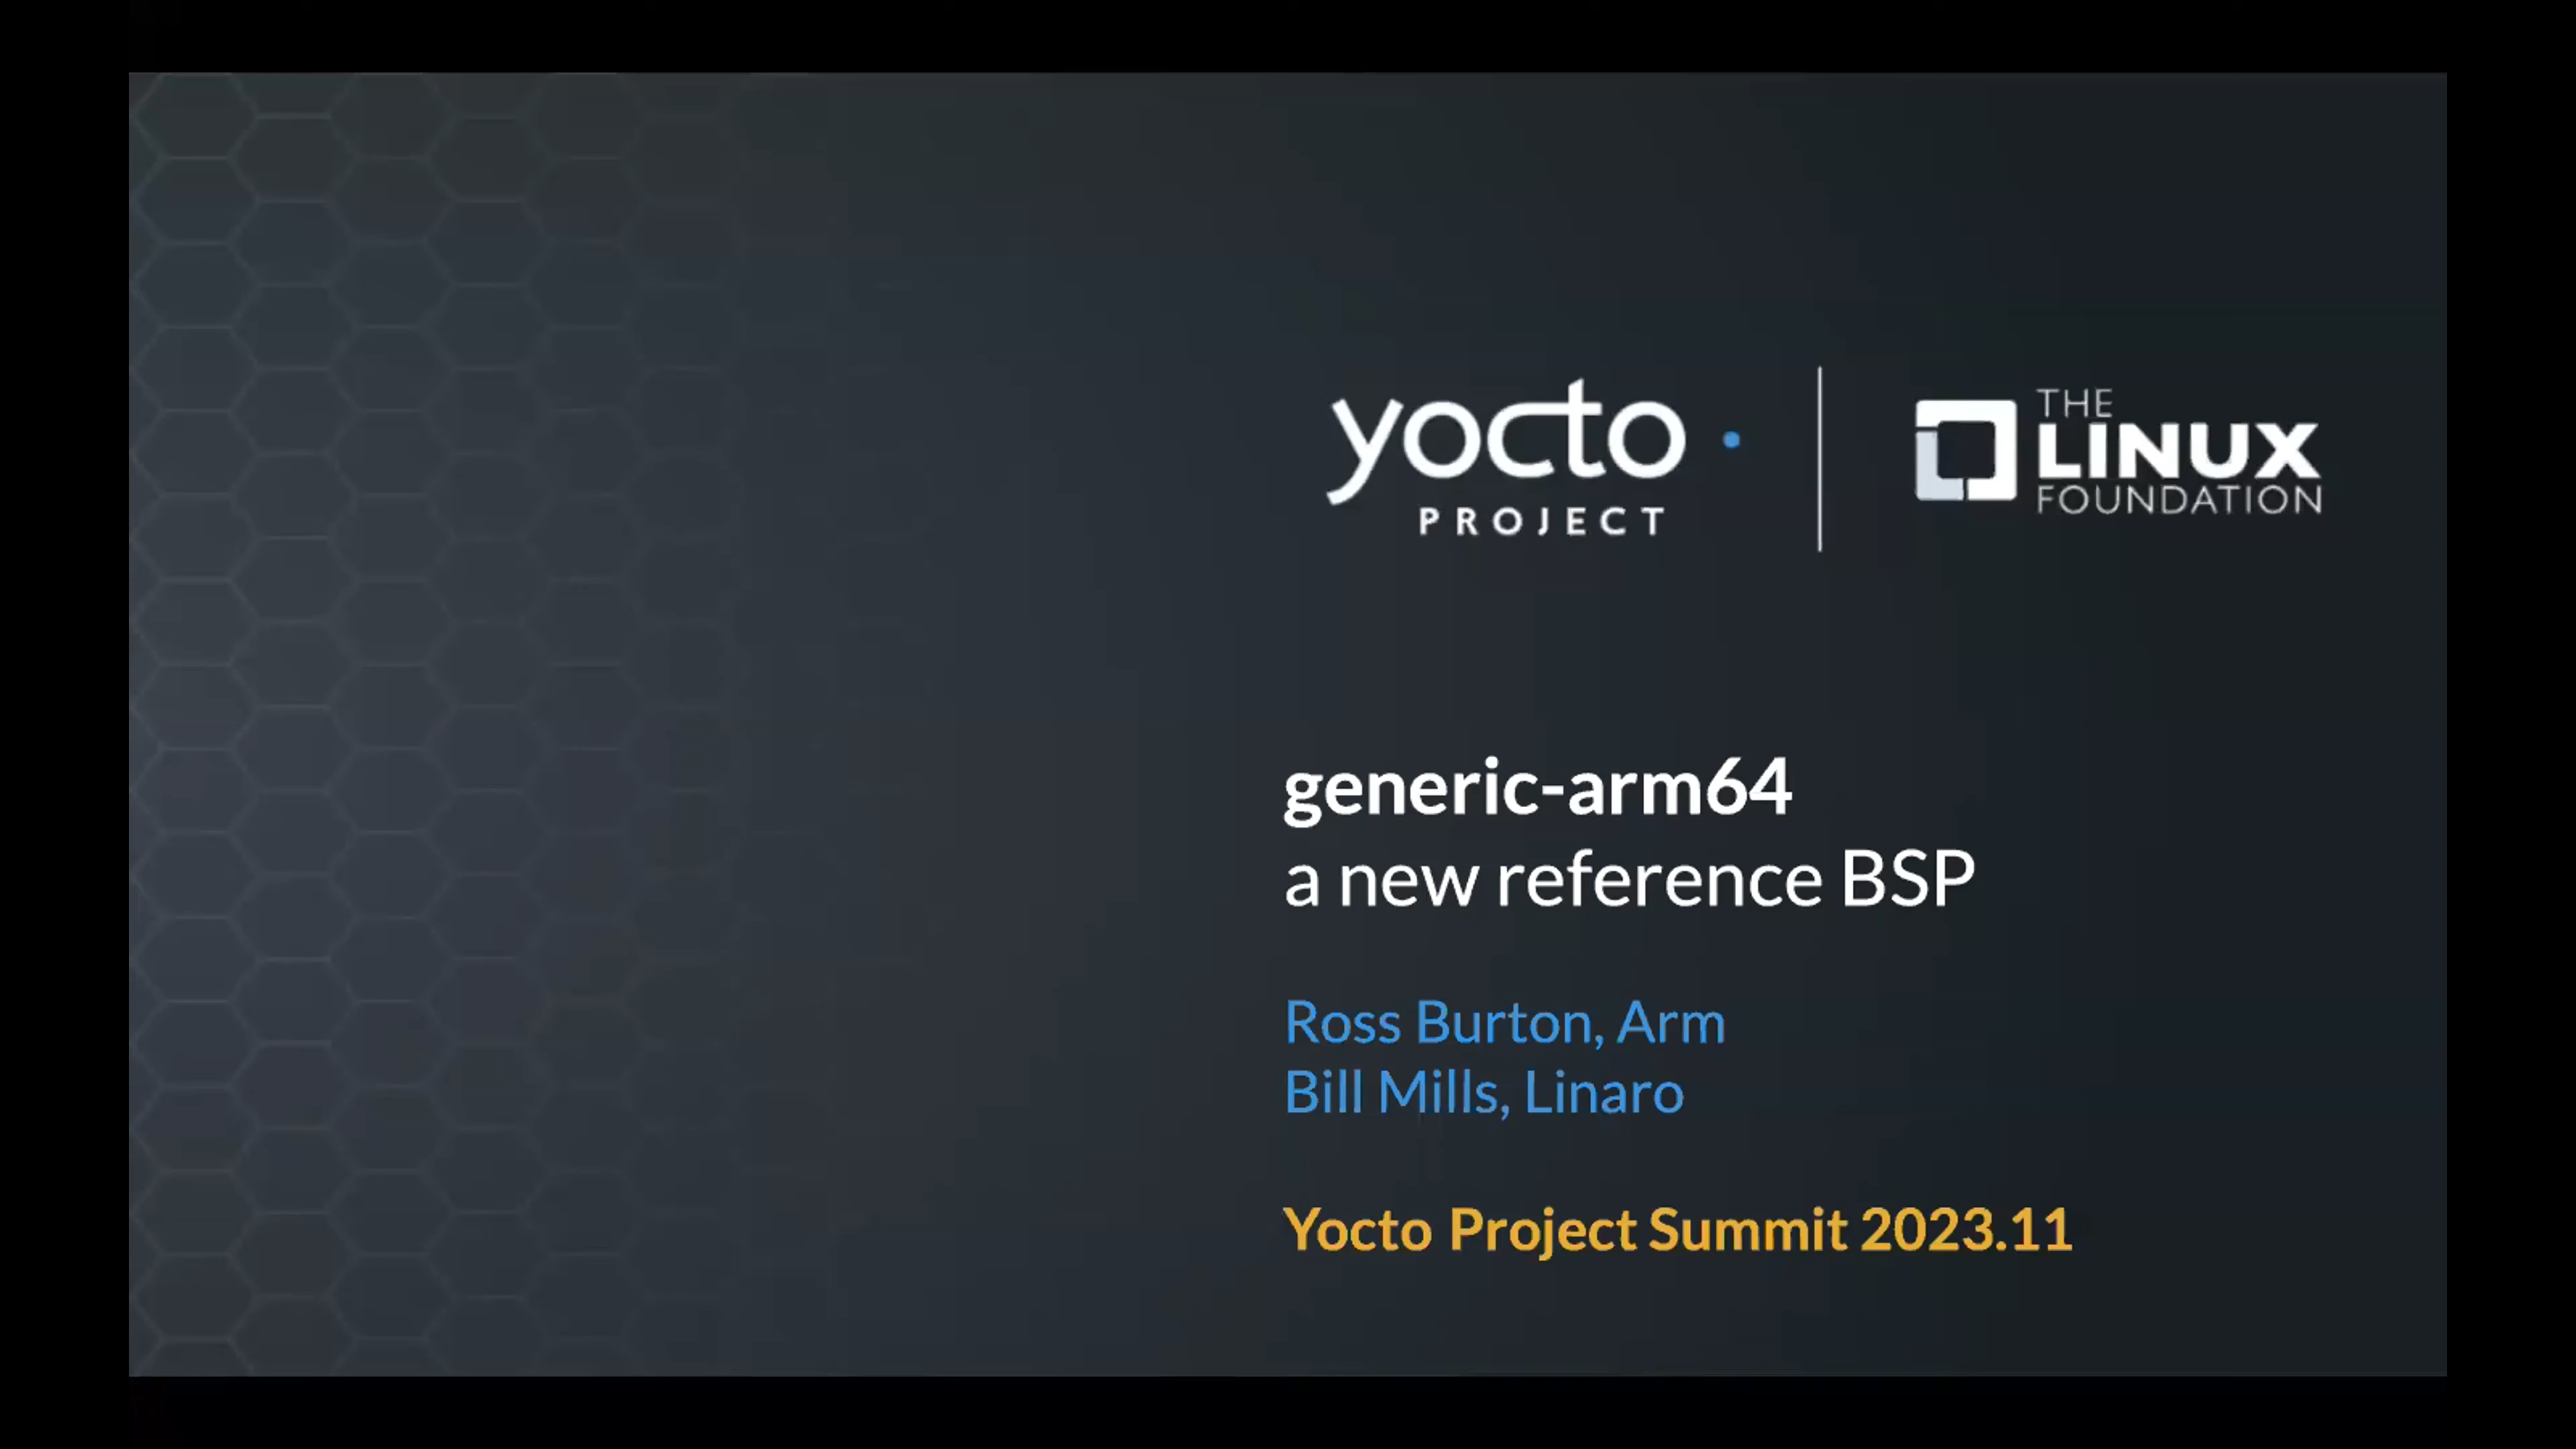 yocto
PROJECT
THE
LINUX
FOUNDATION
generic-arm64
a new reference BSP
Ross Burton, Arm
Bill Mills, Linaro
Yocto Project Summit 2023.11